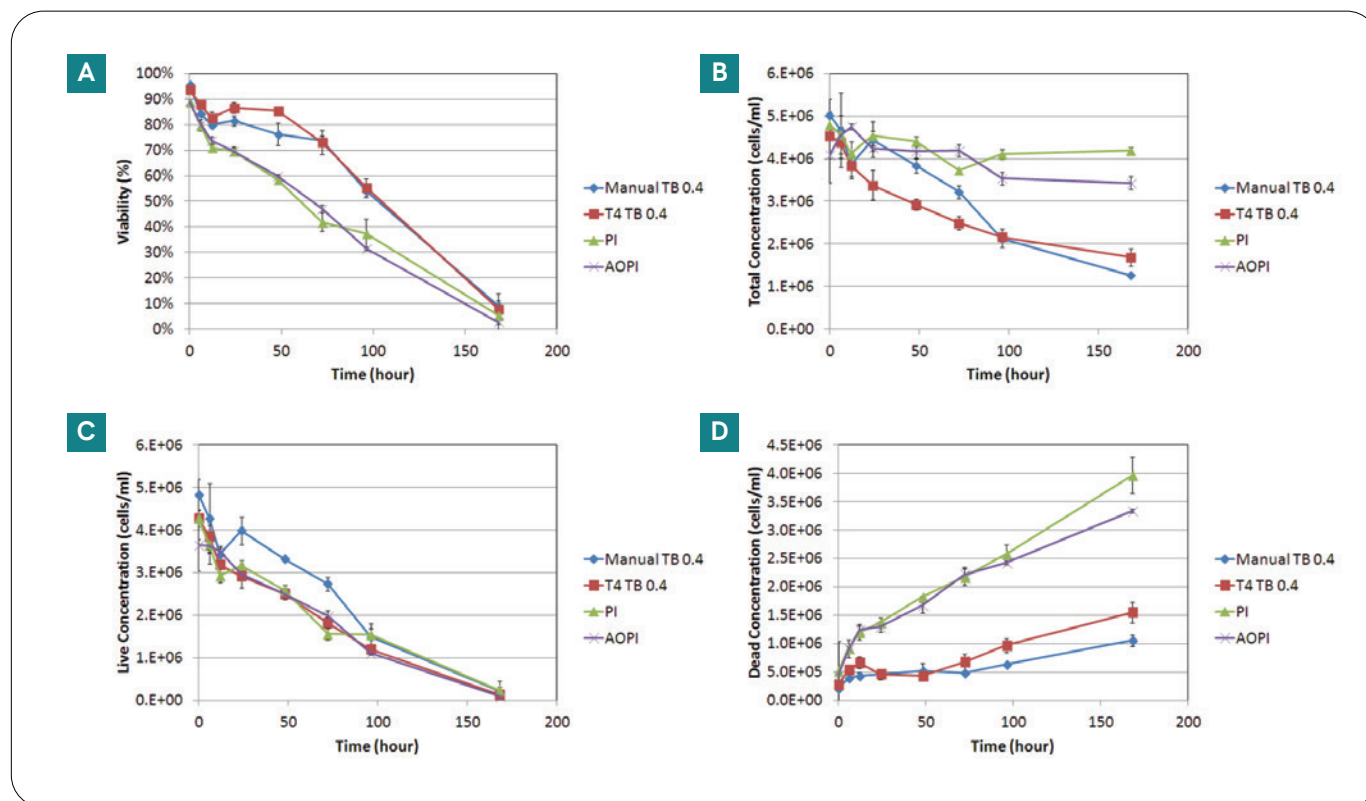 A
Viability (%)
100%
90%
80%
70%
60%
50%
40%
30%
20%
10%
0%
0 50 100 150 200
Time (hour)
Manual TB 0.4
T4 TB 0.4
PI
AOPI
B
Total Concentration (cells/ml)
6.E+06
5.E+06
4.E+06
3.E+06
2.E+06
1.E+06
0.E+00
0 50 100 150 200
Time (hour)
Manual TB 0.4
T4 TB 0.4
PI
AOPI
C
Live Concentration (cells/ml)
6.E+06
5.E+06
4.E+06
3.E+06
2.E+06
1.E+06
0.E+00
0 50 100 150 200
Time (hour)
Manual TB 0.4
T4 TB 0.4
PI
AOPI
D
Dead Concentration (cells/ml)
4.5E+06
4.0E+06
3.5E+06
3.0E+06
2.5E+06
2.0E+06
1.5E+06
1.0E+06
5.0E+05
0.0E+00
0 50 100 150 200
Time (hour)
Manual TB 0.4
T4 TB 0.4
PI
AOPI